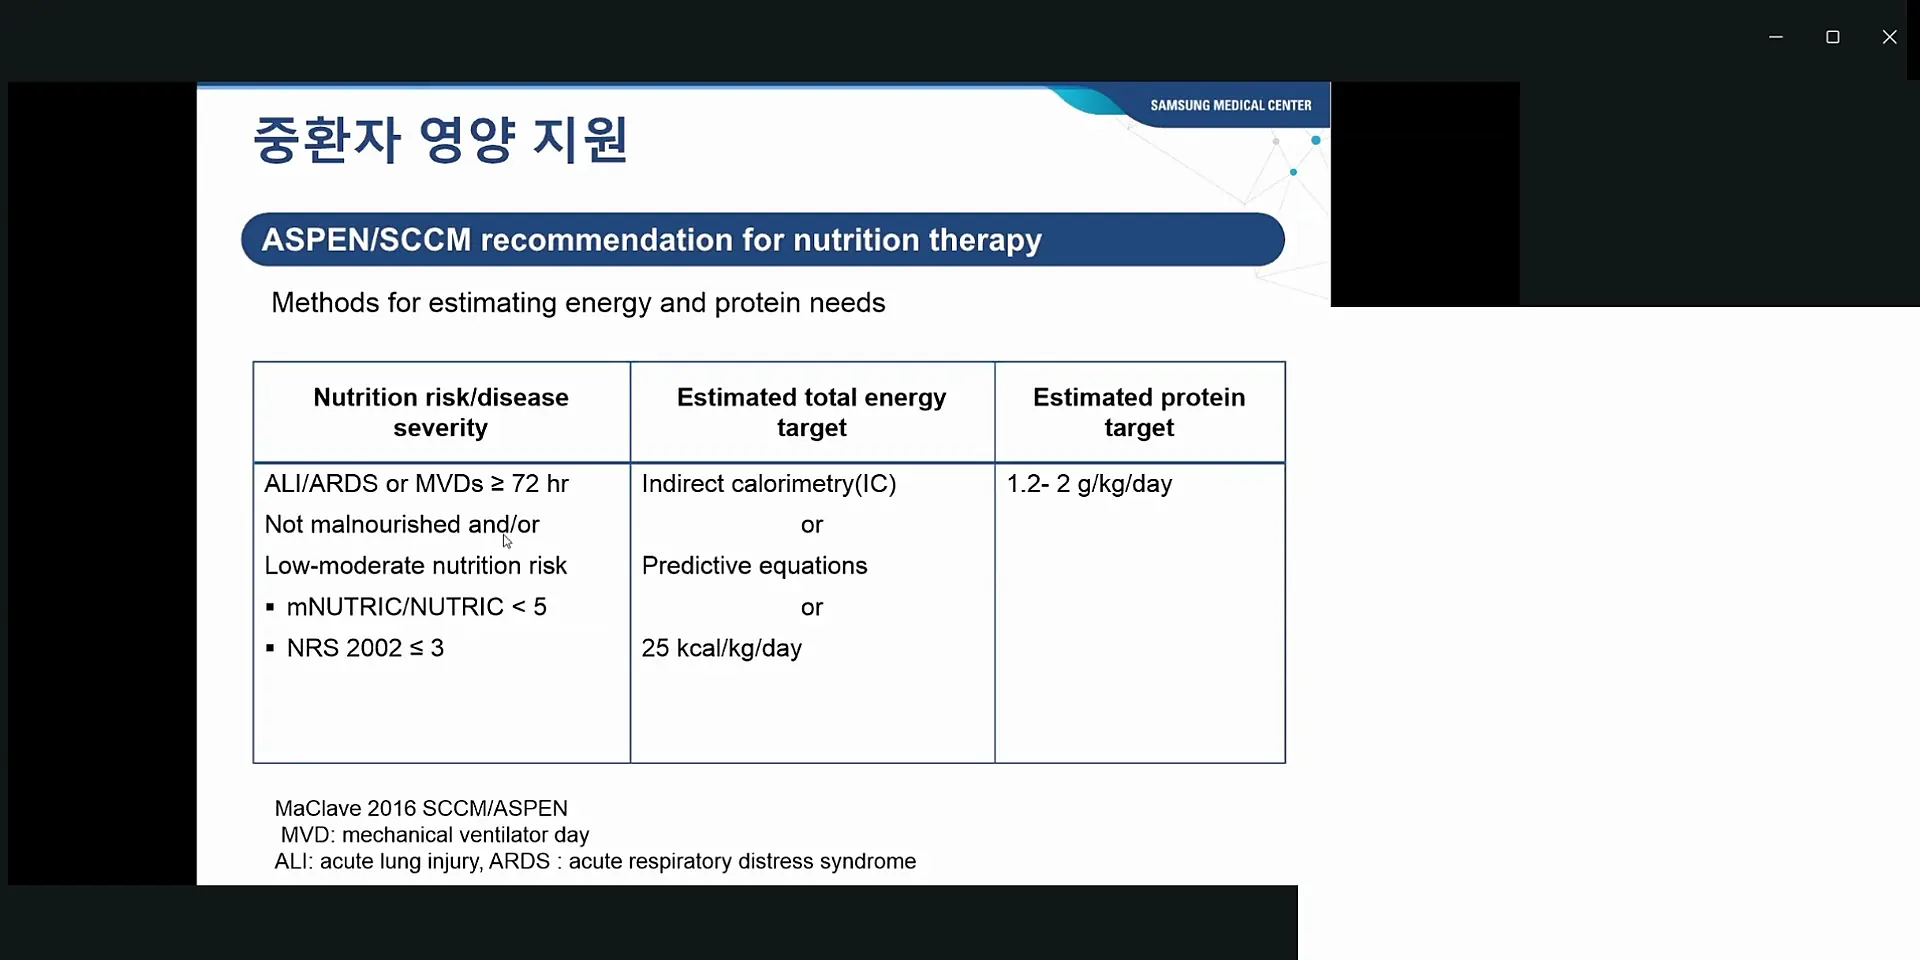 SAMSUNG MEDICAL CENTER
중환자 영양 지원
ASPEN/SCCM recommendation for nutrition therapy
Methods for estimating energy and protein needs
Nutrition risk/disease
severity
Estimated total energy
target
Estimated protein
target
ALI/ARDS or MVDs ≥ 72 hr
Not malnourished and/or
Low-moderate nutrition risk
▪ mNUTRIC/NUTRIC < 5
▪ NRS 2002 ≤ 3
Indirect calorimetry(IC)
or
Predictive equations
or
25 kcal/kg/day
1.2- 2 g/kg/day
MaClave 2016 SCCM/ASPEN
MVD: mechanical ventilator day
ALI: acute lung injury, ARDS : acute respiratory distress syndrome